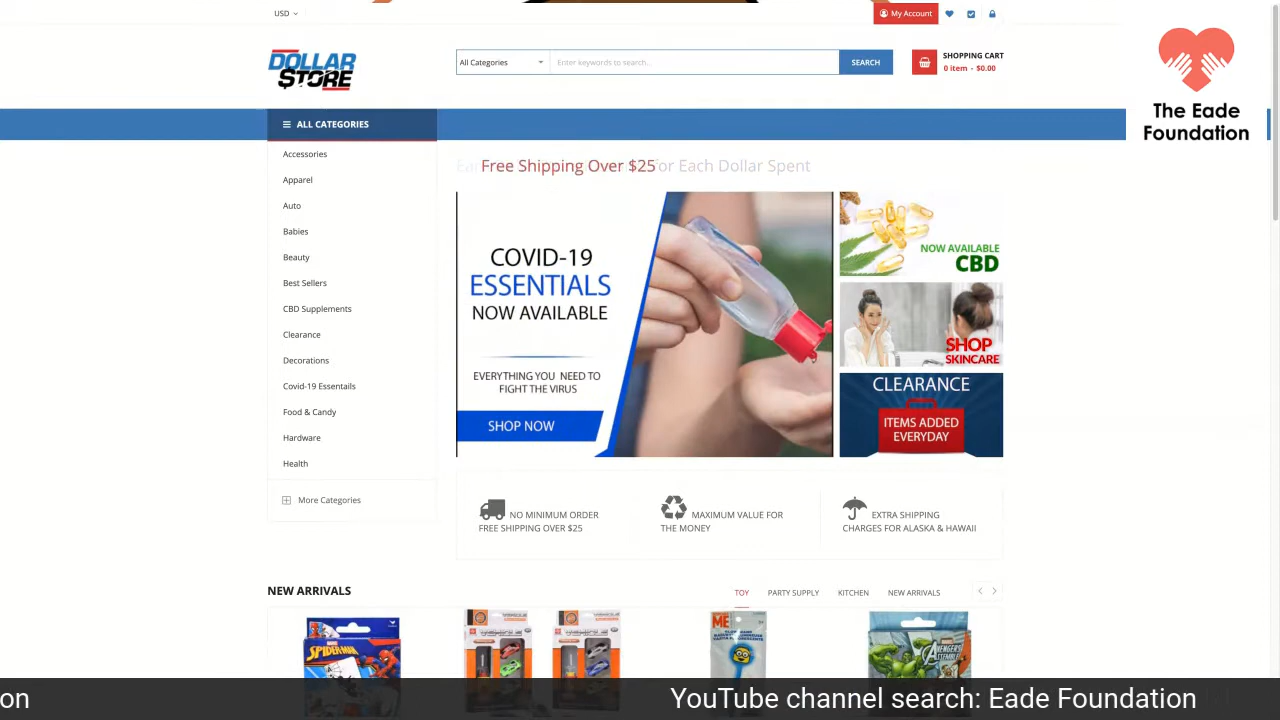 USD
My Account
DOLLAR
STORE
All Categories
Enter keywords to search..
SEARCH
SHOPPING CART
0 item - $0.00
The Eade
Foundation
ALL CATEGORIES
Accessories
Apparel
Auto
Babies
Beauty
Best Sellers
CBD Supplements
Clearance
Decorations
Covid-19 Essentails
Food & Candy
Hardware
Health
More Categories
Free Shipping Over $25
or Each Dollar Spent
COVID-19
ESSENTIALS
NOW AVAILABLE
EVERYTHING YOU NEED TO
FIGHT THE VIRUS
SHOP NOW
NOW AVAILABLE
CBD
SHOP
SKINCARE
CLEARANCE
ITEMS ADDED
EVERYDAY
NO MINIMUM ORDER
FREE SHIPPING OVER $25
MAXIMUM VALUE FOR
THE MONEY
EXTRA SHIPPING
CHARGES FOR ALASKA & HAWAII
NEW ARRIVALS
TOY
PARTY SUPPLY
KITCHEN
NEW ARRIVALS
SPIDER-MAN
ME
AVENGERS
ASSEMBLE
on
YouTube channel search: Eade Foundation